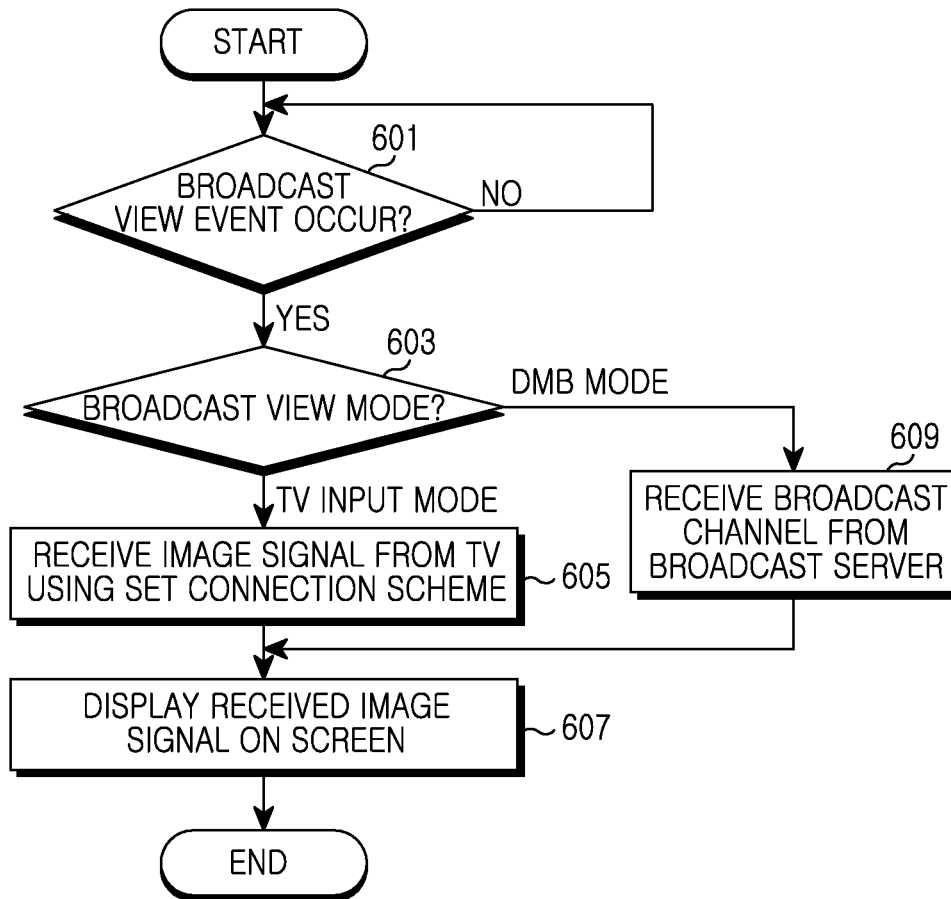 START
601
BROADCAST
VIEW EVENT OCCUR?
NO
YES
603
BROADCAST VIEW MODE?
DMB MODE
TV INPUT MODE
609
RECEIVE BROADCAST
CHANNEL FROM
BROADCAST SERVER
RECEIVE IMAGE SIGNAL FROM TV
USING SET CONNECTION SCHEME
605
DISPLAY RECEIVED IMAGE
SIGNAL ON SCREEN
607
END